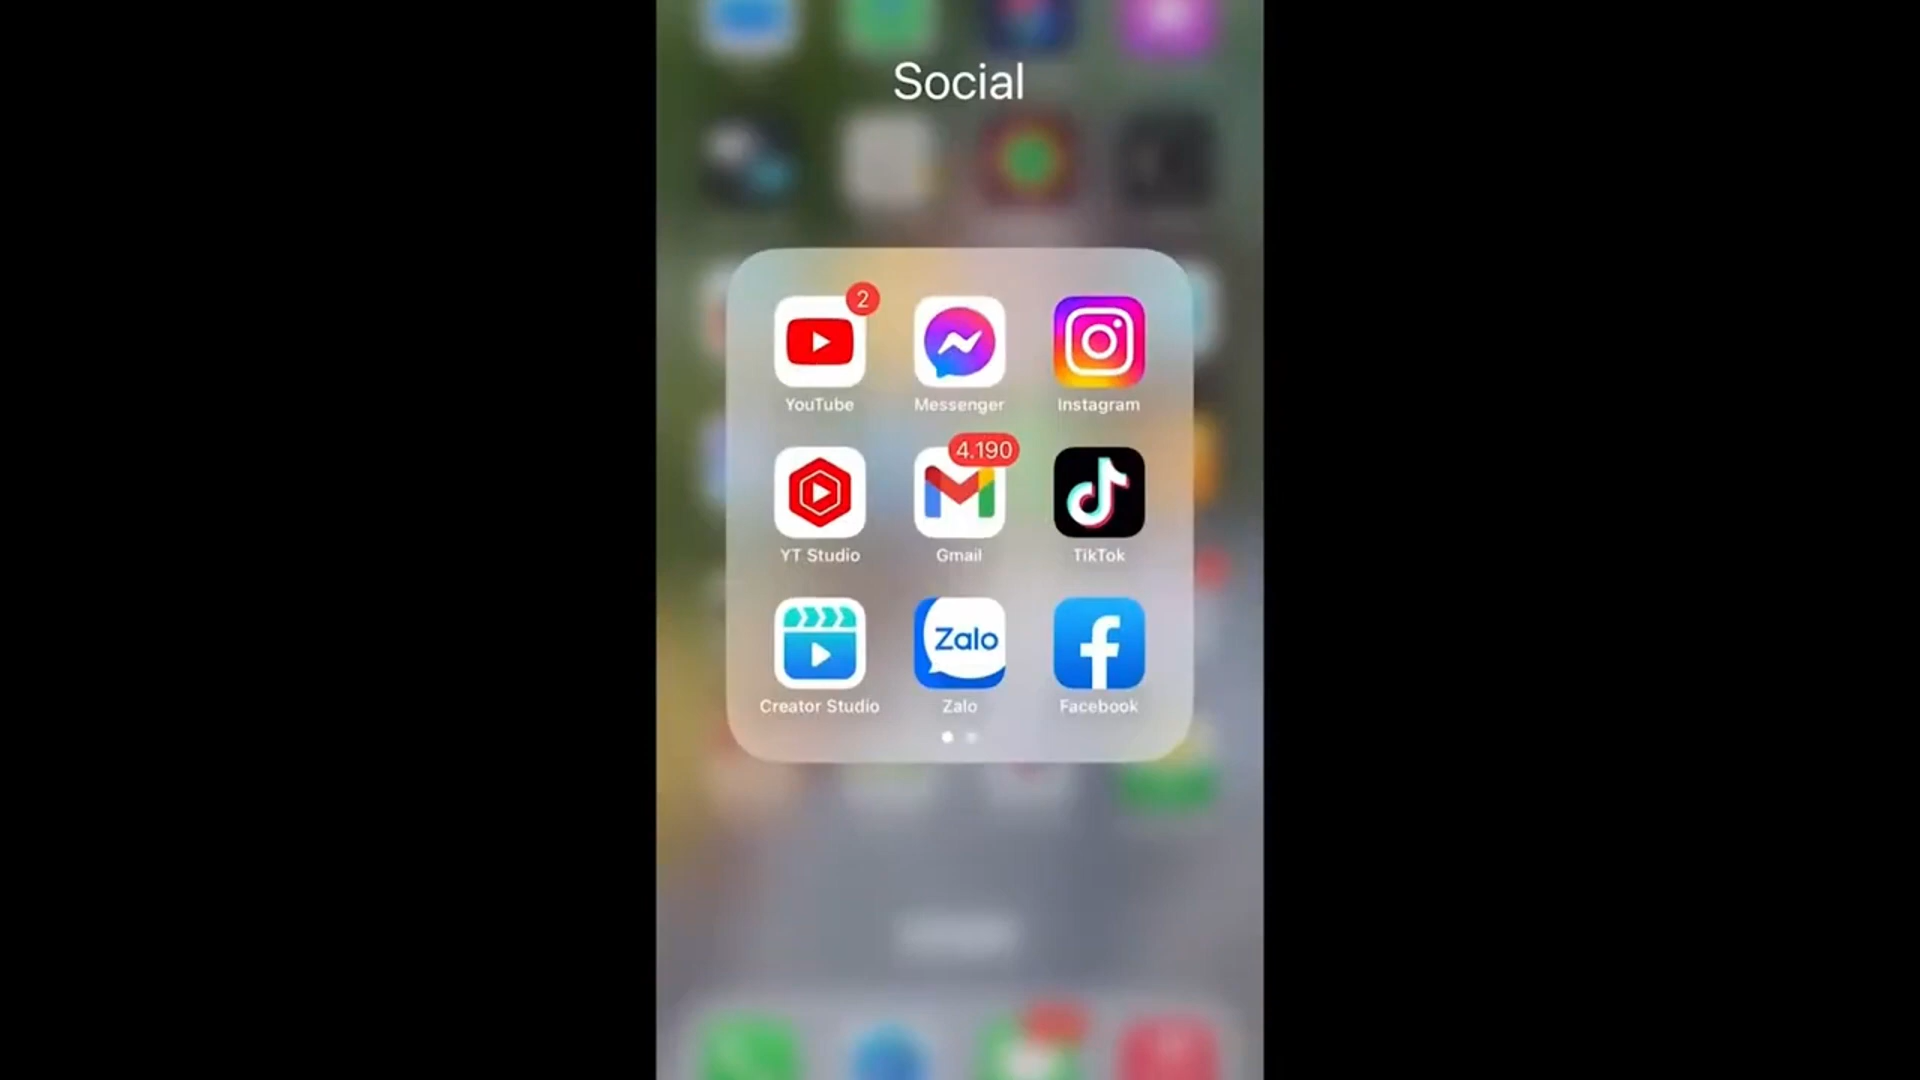 Social
2
YouTube
Messenger
Instagram
4.190
YT Studio
Gmail
TikTok
Zalo
Creator Studio
Zalo
Facebook